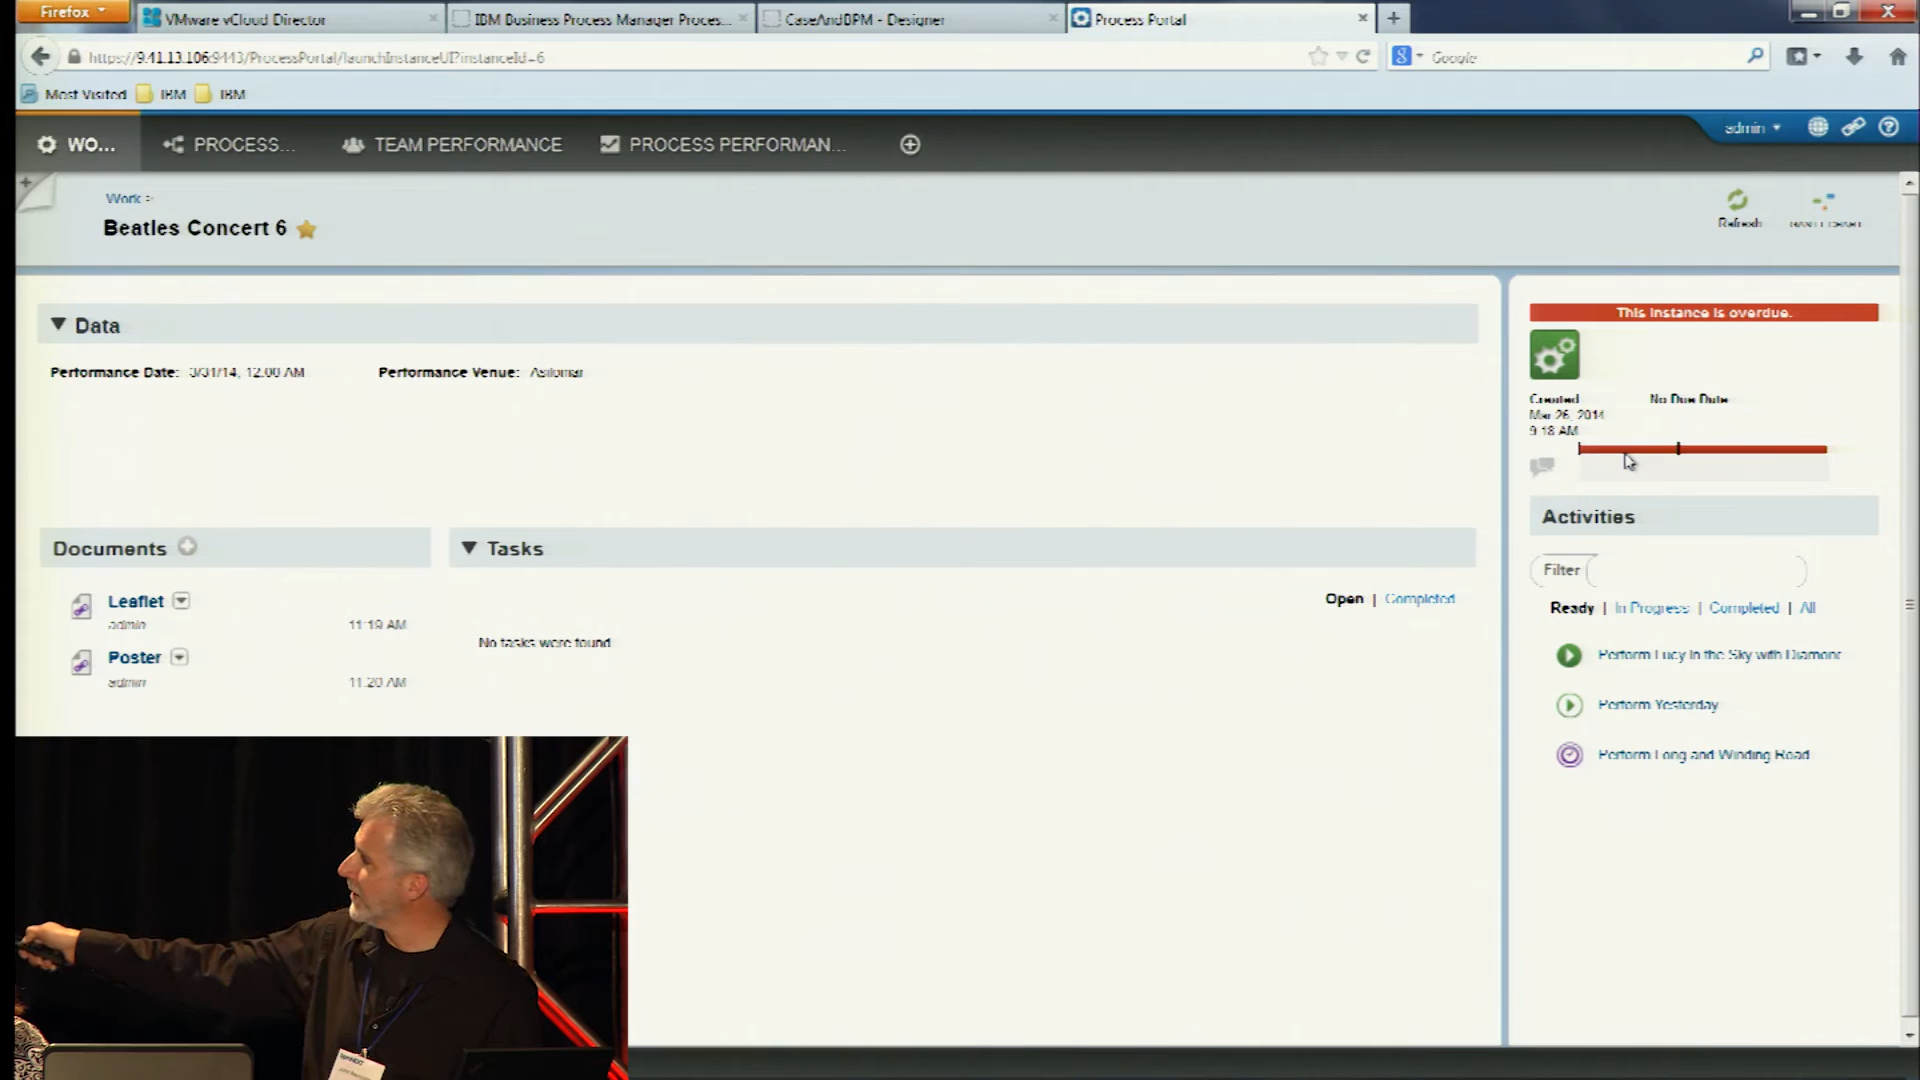 Firefox
VMware vCloud Director
IBM Business Process Manager Proces...
CaseAndBPM - Designer
Process Portal
https://9.41.13.106:9443/ProcessPortal/launchInstanceUI?instanceId=6
Google
Most Visited
IBM
IBM
WO...
PROCESS...
TEAM PERFORMANCE
PROCESS PERFORMAN...
admin
Work >
Beatles Concert 6
Refresh
GANTT CHART
Data
Performance Date: 3/31/14, 12:00 AM
Performance Venue: Asilomar
This instance is overdue.
Created
Mar 26, 2014
9:18 AM
No Due Date
Documents
Leaflet
admin
11:19 AM
Poster
admin
11:20 AM
Tasks
Open | Completed
No tasks were found
Activities
Filter
Ready | In Progress | Completed | All
Perform Lucy in the Sky with Diamond
Perform Yesterday
Perform Long and Winding Road